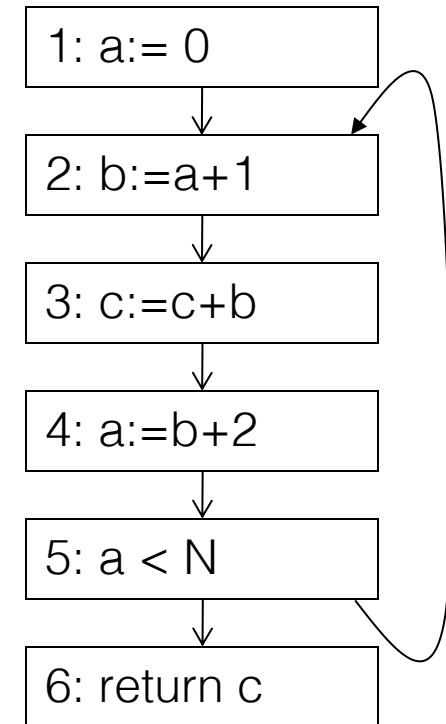 1: a:= 0
2: b:=a+1
3: c:=c+b
4: a:=b+2
5: a < N
6: return c